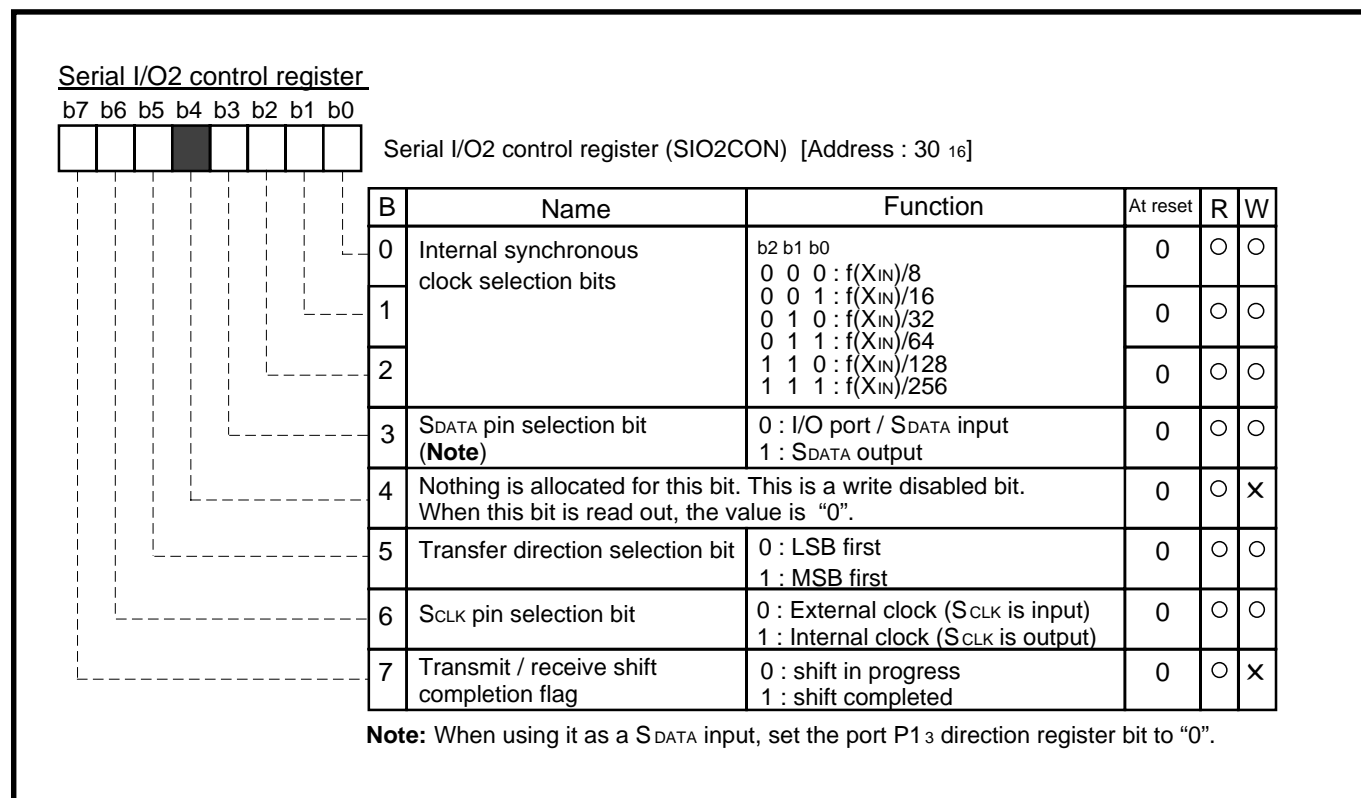 Serial I/O2 control register
b7 b6 b5 b4 b3 b2 b1 b0
Serial I/O2 control register (SIO2CON) [Address : 30 16]
B Name Function At reset R W
0 Internal synchronous clock selection bits b2 b1 b0 0 ○ ○
0 0 0 : f(XIN)/8
0 0 1 : f(XIN)/16
1 0 1 0 : f(XIN)/32 0 ○ ○
0 1 1 : f(XIN)/64
2 1 1 0 : f(XIN)/128 0 ○ ○
1 1 1 : f(XIN)/256
3 SDATA pin selection bit 0 : I/O port / SDATA input 0 ○ ○
(Note) 1 : SDATA output
4 Nothing is allocated for this bit. This is a write disabled bit. 0 ○ ×
When this bit is read out, the value is “0”.
5 Transfer direction selection bit 0 : LSB first 0 ○ ○
1 : MSB first
6 SCLK pin selection bit 0 : External clock (SCLK is input) 0 ○ ○
1 : Internal clock (SCLK is output)
7 Transmit / receive shift 0 : shift in progress 0 ○ ×
completion flag 1 : shift completed
Note: When using it as a SDATA input, set the port P13 direction register bit to “0”.